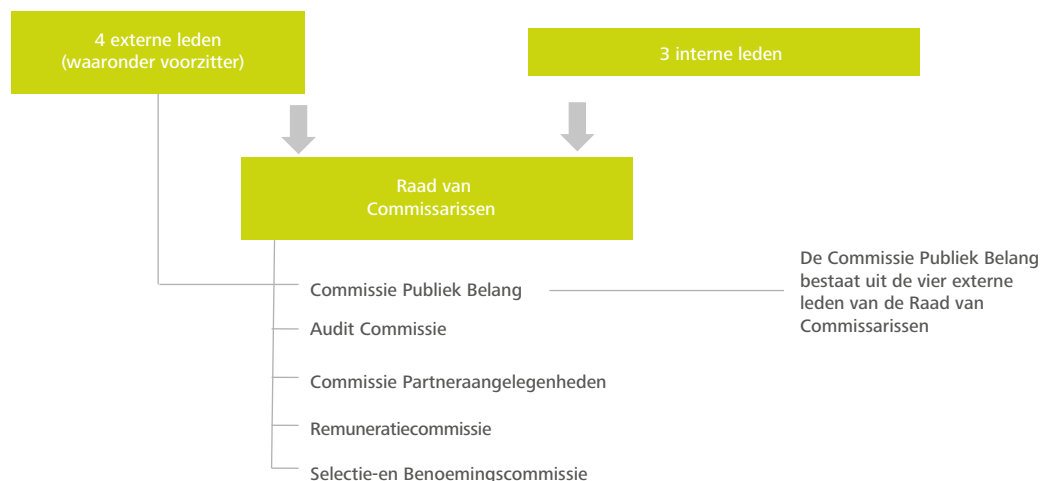 4 externe leden
(waaronder voorzitter)
3 interne leden
Raad van
Commissarissen
Commissie Publiek Belang
De Commissie Publiek Belang
bestaat uit de vier externe
leden van de Raad van
Commissarissen
Audit Commissie
Commissie Partneraangelegenheden
Remuneratiecommissie
Selectie-en Benoemingscommissie